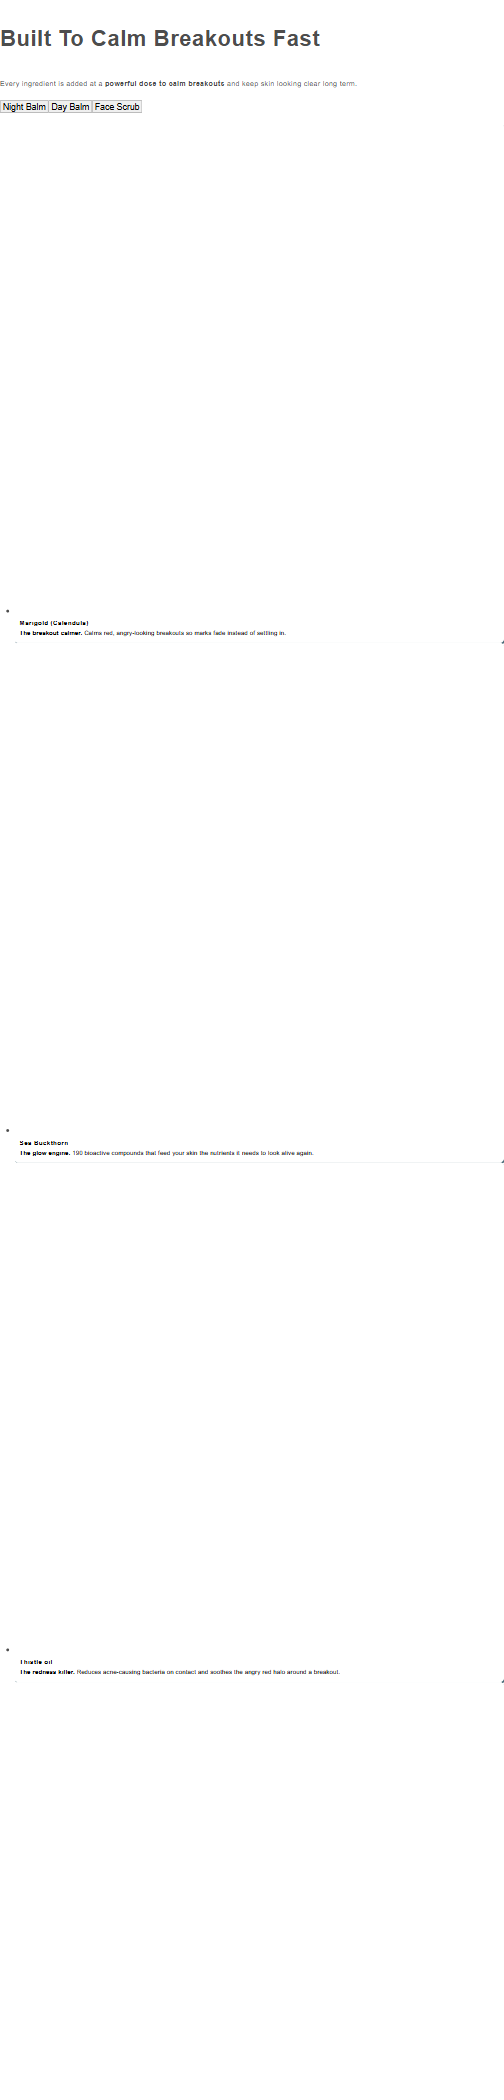 Built To Calm Breakouts Fast
Every ingredient is added at a powerful dose to calm breakouts and keep skin looking clear long term.
Night Balm Day Balm Face Scrub
Marigold (Calendula)
The breakout calmer. Calms red, angry-looking breakouts so marks fade instead of settling in.
Sea Buckthorn
The glow engine. 190 bioactive compounds that feed your skin the nutrients it needs to look alive again.
Thistle oil
The redness killer. Reduces acne-causing bacteria on contact and soothes the angry red halo around a breakout.